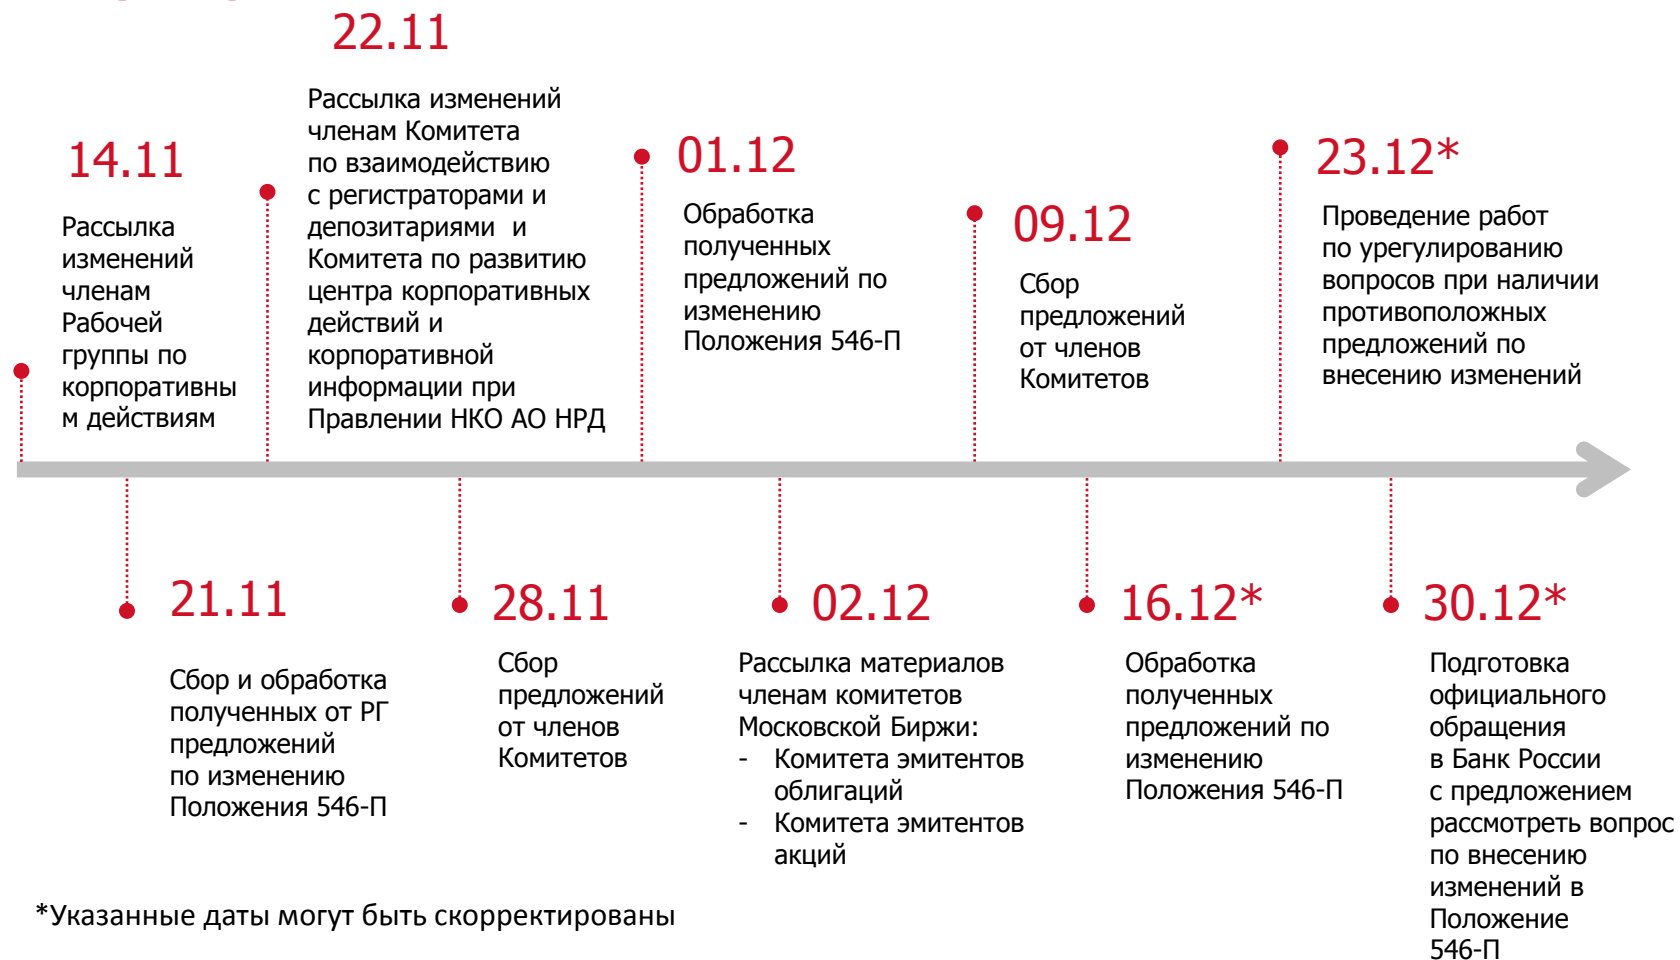 22.11
Рассылка изменений
членам Комитета
по взаимодействию
с регистраторами и
депозитариями  и
Комитета по развитию
центра корпоративных
действий и
корпоративной
информации при
Правлении НКО АО НРД
14.11
Рассылка
изменений
членам
Рабочей
группы по
корпоративны
м действиям
01.12
Обработка
полученных
предложений по
изменению
Положения 546-П
09.12
Сбор
предложений
от членов
Комитетов
23.12*
Проведение работ
по урегулированию
вопросов при наличии
противоположных
предложений по
внесению изменений
21.11
Сбор и обработка
полученных от РГ
предложений
по изменению
Положения 546-П
28.11
Сбор
предложений
от членов
Комитетов
02.12
Рассылка материалов
членам комитетов
Московской Биржи:
- Комитета эмитентов
облигаций
- Комитета эмитентов
акций
16.12*
Обработка
полученных
предложений по
изменению
Положения 546-П
30.12*
Подготовка
официального
обращения
в Банк России
с предложением
рассмотреть вопрос
по внесению
изменений в
Положение
546-П
*Указанные даты могут быть скорректированы